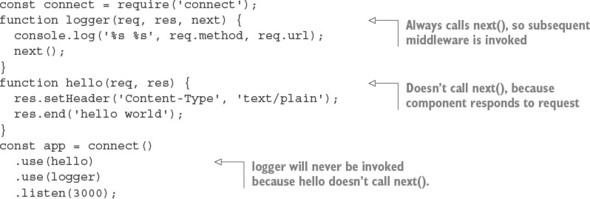 const connect = require('connect');
function logger(req, res, next) {
  console.log('%s %s', req.method, req.url);
  next();
}
Always calls next(), so subsequent
middleware is invoked
function hello(req, res) {
  res.setHeader('Content-Type', 'text/plain');
  res.end('hello world');
}
Doesn't call next(), because
component responds to request
const app = connect()
  .use(hello)
  .use(logger)
  .listen(3000);
logger will never be invoked
because hello doesn't call next().